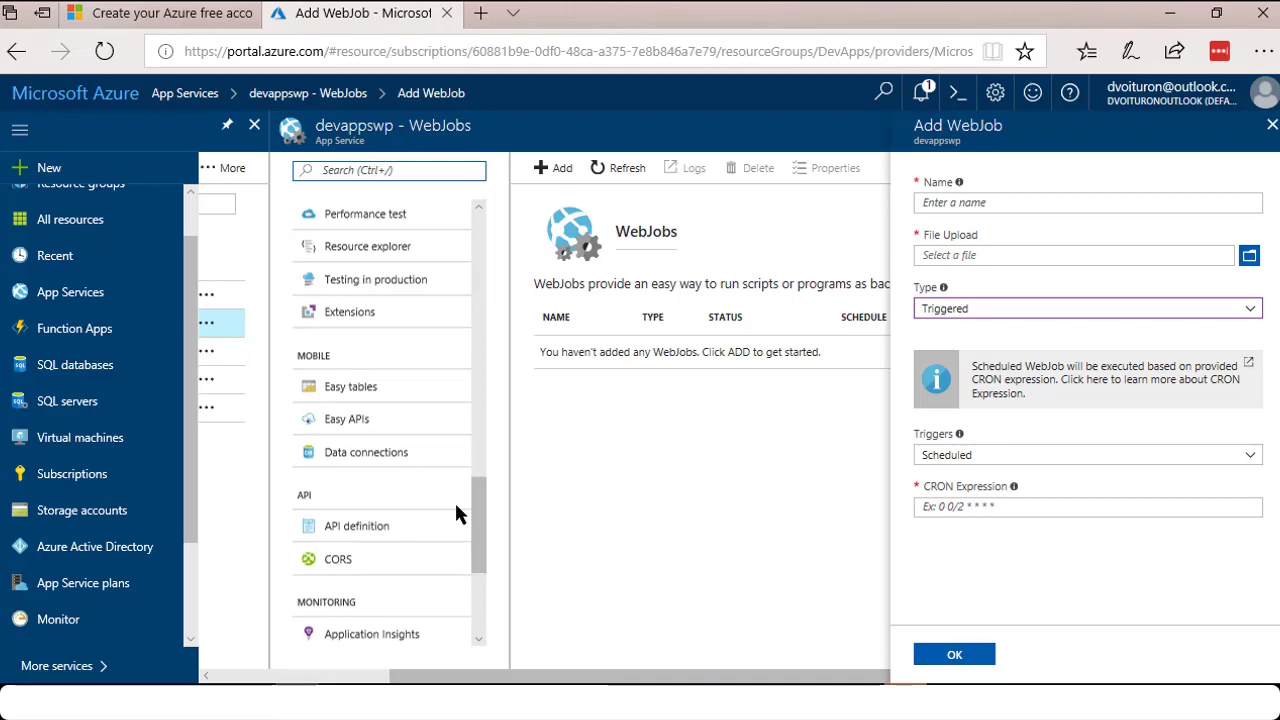 Create your Azure free acco
Add WebJob - Microsof
https://portal.azure.com/#resource/subscriptions/60881b9e-0df0-48ca-a375-7e8b846a7e79/resourceGroups/DevApps/providers/Micros
Microsoft Azure
App Services
devappswp - WebJobs
Add WebJob
1
dvoituron@outlook.c...
DVOITURONOUTLOOK (DEFA...
New
Resource groups
All resources
Recent
App Services
Function Apps
SQL databases
SQL servers
Virtual machines
Subscriptions
Storage accounts
Azure Active Directory
App Service plans
Monitor
More services
More
devappswp - WebJobs
App Service
Search (Ctrl+/)
Performance test
Resource explorer
Testing in production
Extensions
MOBILE
Easy tables
Easy APIs
Data connections
API
API definition
CORS
MONITORING
Application Insights
Add
Refresh
Logs
Delete
Properties
WebJobs
WebJobs provide an easy way to run scripts or programs as bac
NAME
TYPE
STATUS
SCHEDULE
You haven't added any WebJobs. Click ADD to get started.
Add WebJob
devappswp
* Name
Enter a name
* File Upload
Select a file
Type
Triggered
Scheduled WebJob will be executed based on provided
CRON expression. Click here to learn more about CRON
Expression.
Triggers
Scheduled
* CRON Expression
Ex: 0 0/2 * * * *
OK